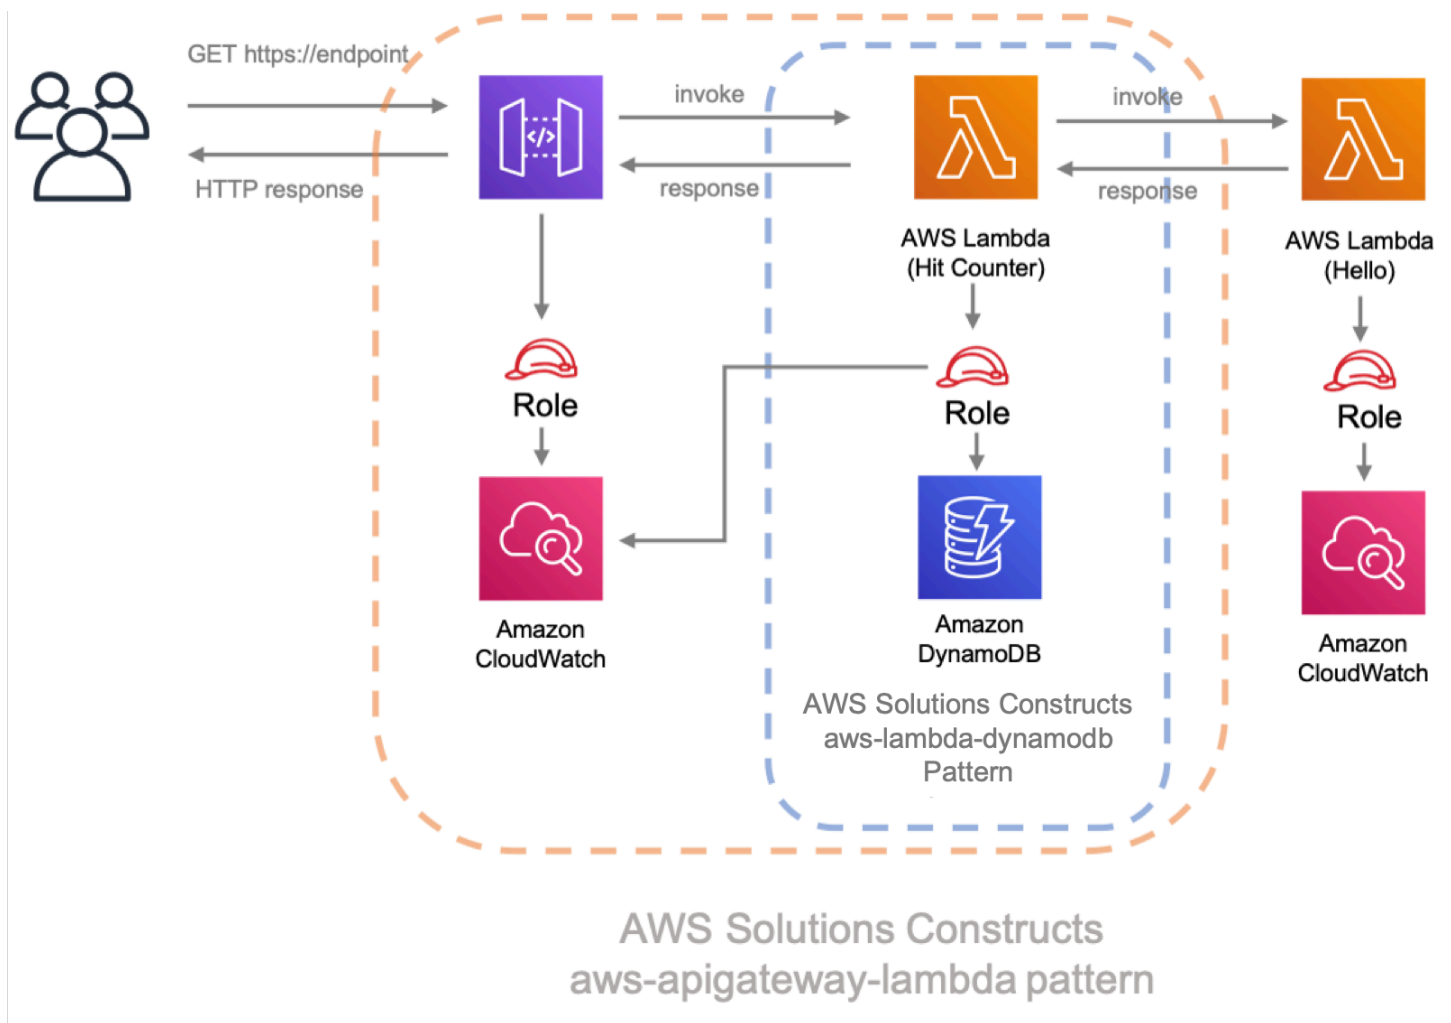 GET https://endpoint
HTTP response
invoke
response
invoke
response
</>
AWS Lambda
(Hit Counter)
AWS Lambda
(Hello)
Role
Role
Role
Amazon
CloudWatch
Amazon
DynamoDB
Amazon
CloudWatch
AWS Solutions Constructs
aws-lambda-dynamodb
Pattern
AWS Solutions Constructs
aws-apigateway-lambda pattern